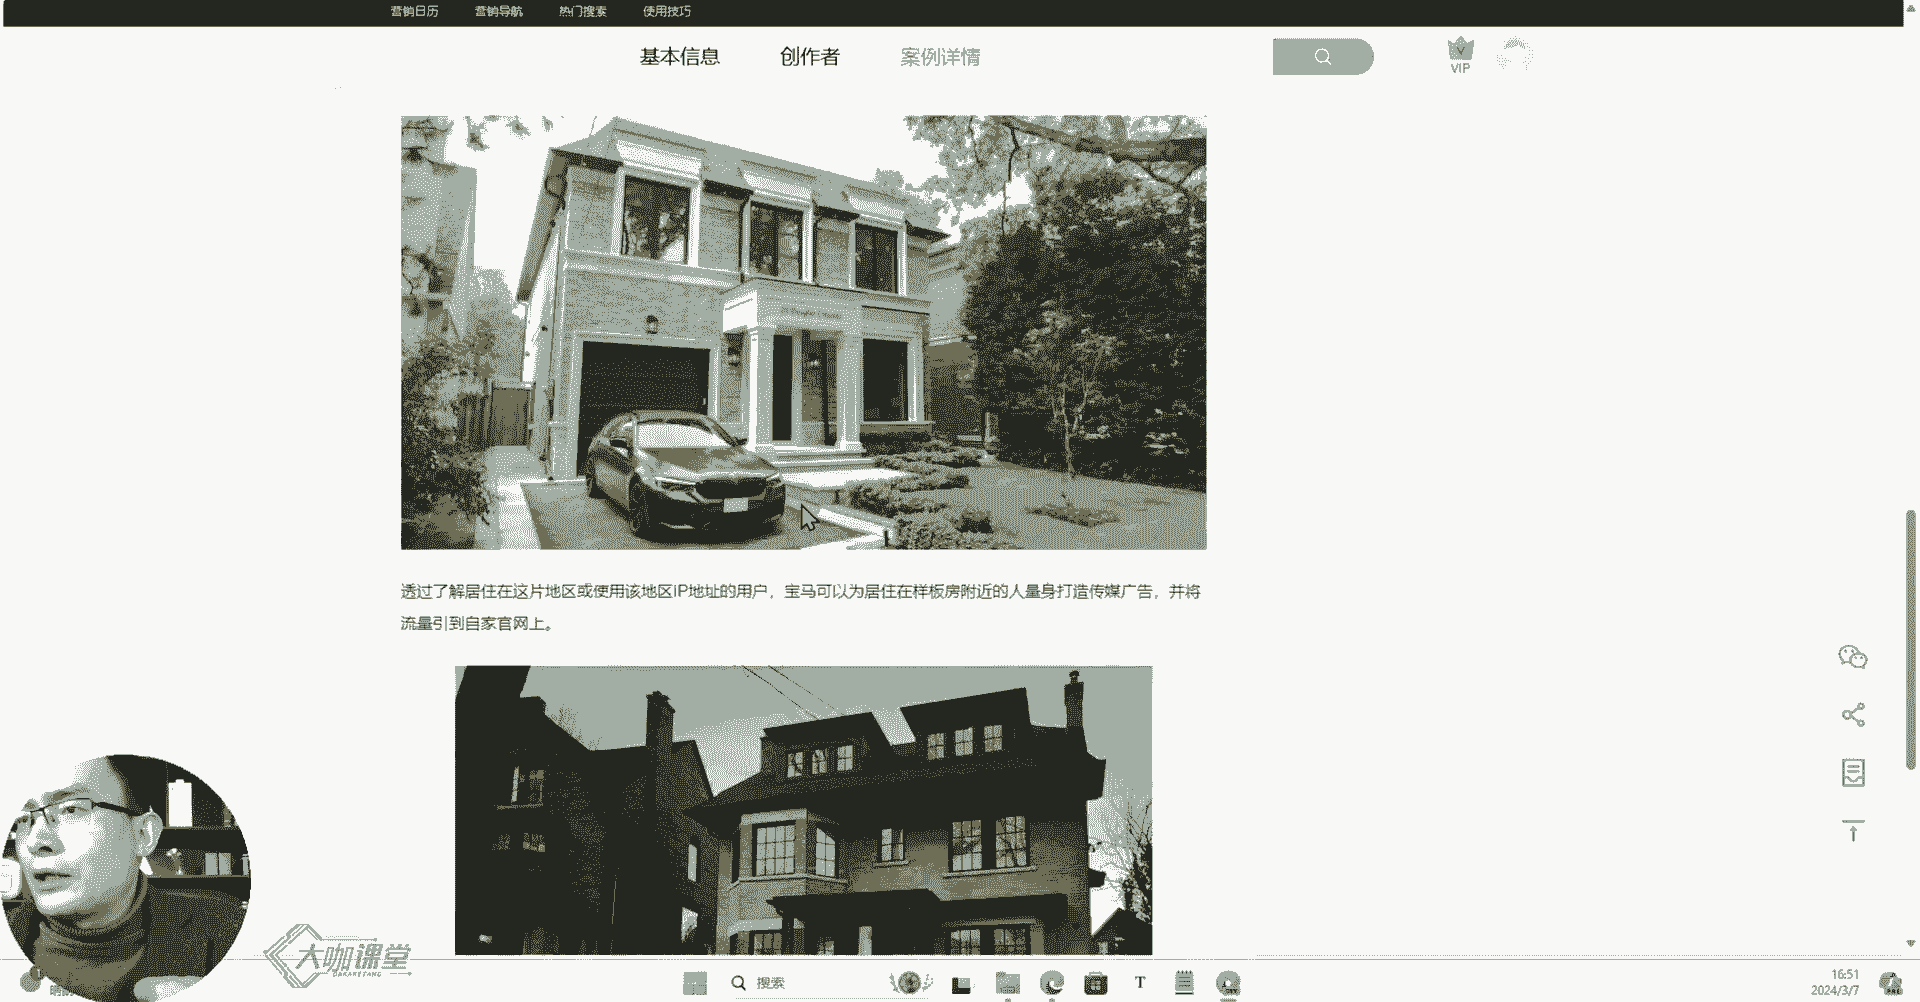 营销日历 营销导航 热门搜索 使用技巧
基本信息 创作者 案例详情
VIP
透过了解居住在这片地区或使用该地区IP地址的用户，宝马可以为居住在样板房附近的人量身打造传媒广告，并将
流量引到自家官网上。
大咖课堂
DAKAKETANG
搜索
T
16:51
2024/3/7